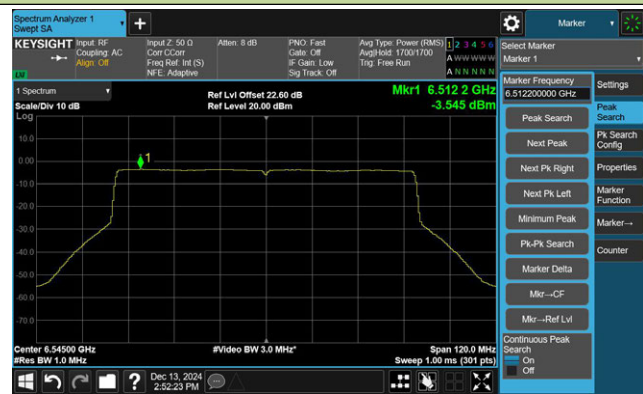 Spectrum Analyzer 1
Swept SA
+
Marker
KEYSIGHT
Input: RF
Coupling: AC
Align: Off
Input Z: 50 Ω
Corr CCorr
Freq Ref: Int (S)
NFE: Adaptive
Atten: 8 dB
PNO: Fast
Gate: Off
IF Gain: Low
Sig Track: Off
Avg Type: Power (RMS)
Avg|Hold: 1700/1700
Trig: Free Run
1 2 3 4 5 6
A W W W W W
A N N N N N
LXI
Select Marker
Marker 1
1 Spectrum
Scale/Div 10 dB
Log
Ref Lvl Offset 22.60 dB
Ref Level 20.00 dBm
Mkr1 6.512 2 GHz
-3.545 dBm
10.0
0.00
-10.0
-20.0
-30.0
-40.0
-50.0
-60.0
-70.0
1
Center 6.54500 GHz
#Res BW 1.0 MHz
#Video BW 3.0 MHz*
Span 120.0 MHz
Sweep 1.00 ms (301 pts)
Marker Frequency
6.512200000 GHz
Peak Search
Next Peak
Next Pk Right
Next Pk Left
Minimum Peak
Pk-Pk Search
Marker Delta
Mkr→CF
Mkr→Ref Lvl
Continuous Peak
Search
On
Off
Settings
Peak
Search
Pk Search
Config
Properties
Marker
Function
Marker→
Counter
?
Dec 13, 2024
2:52:23 PM